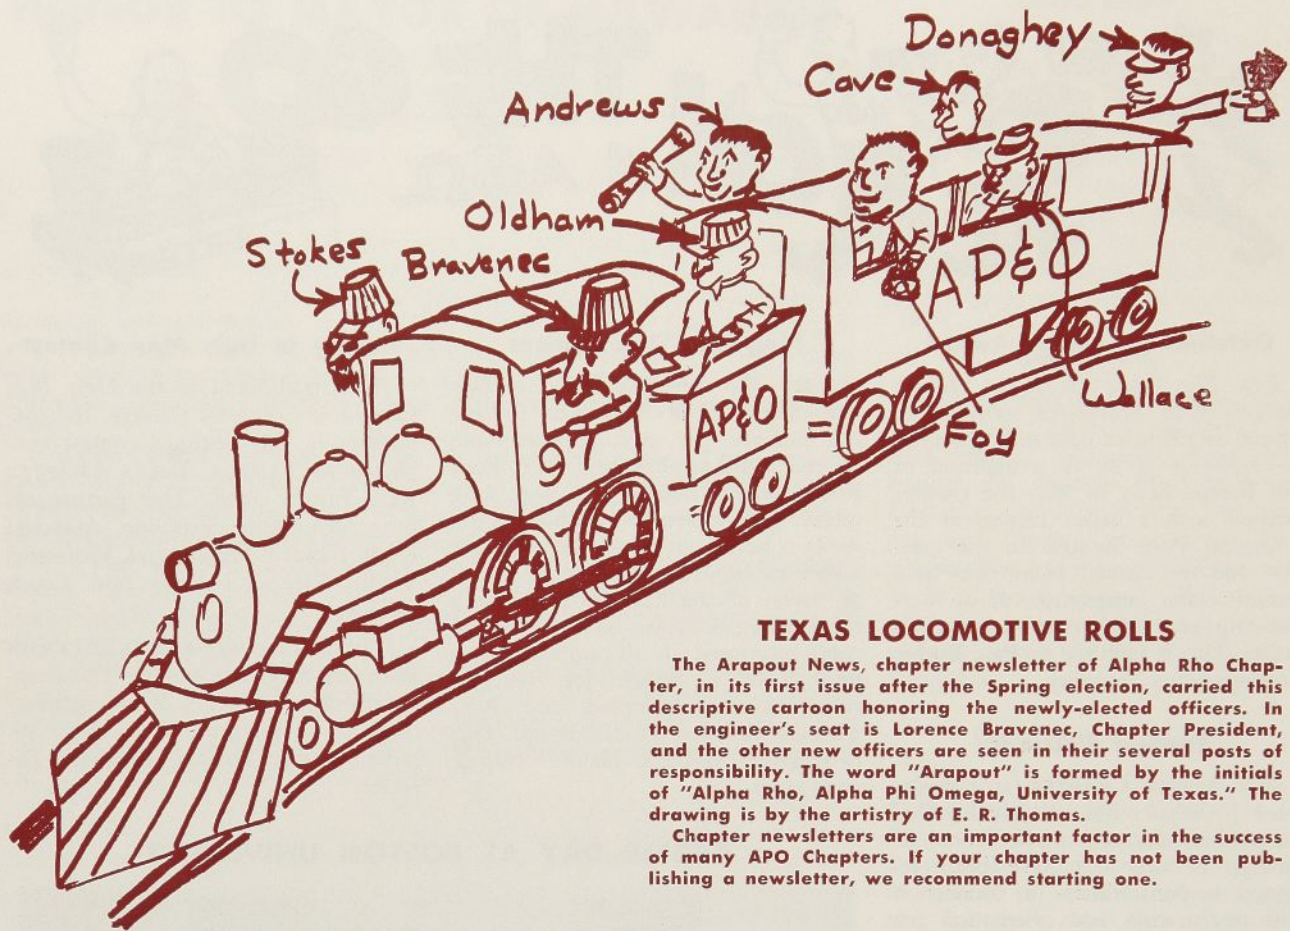 Donaghey
Cave
Andrews
Oldham
Stokes
Bravenec
AP&O
Wallace
AP&O
Foy
97
TEXAS LOCOMOTIVE ROLLS
The Arapout News, chapter newsletter of Alpha Rho Chap-
ter, in its first issue after the Spring election, carried this
descriptive cartoon honoring the newly-elected officers. In
the engineer's seat is Lorence Bravenec, Chapter President,
and the other new officers are seen in their several posts of
responsibility. The word "Arapout" is formed by the initials
of "Alpha Rho, Alpha Phi Omega, University of Texas." The
drawing is by the artistry of E. R. Thomas.
Chapter newsletters are an important factor in the success
of many APO Chapters. If your chapter has not been pub-
lishing a newsletter, we recommend starting one.